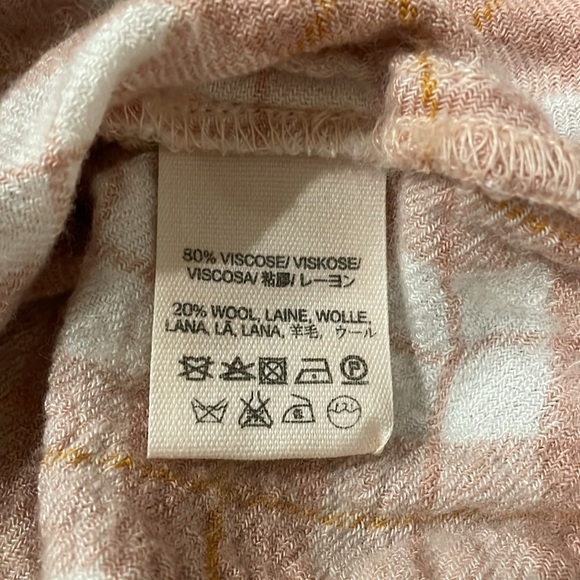 80% VISCOSE/ VISKOSE/
VISCOSA/ 粘膠/ レーヨン
20% WOOL, LAINE, WOLLE,
LANA, LÃ, LANA, 羊毛, ウール
P